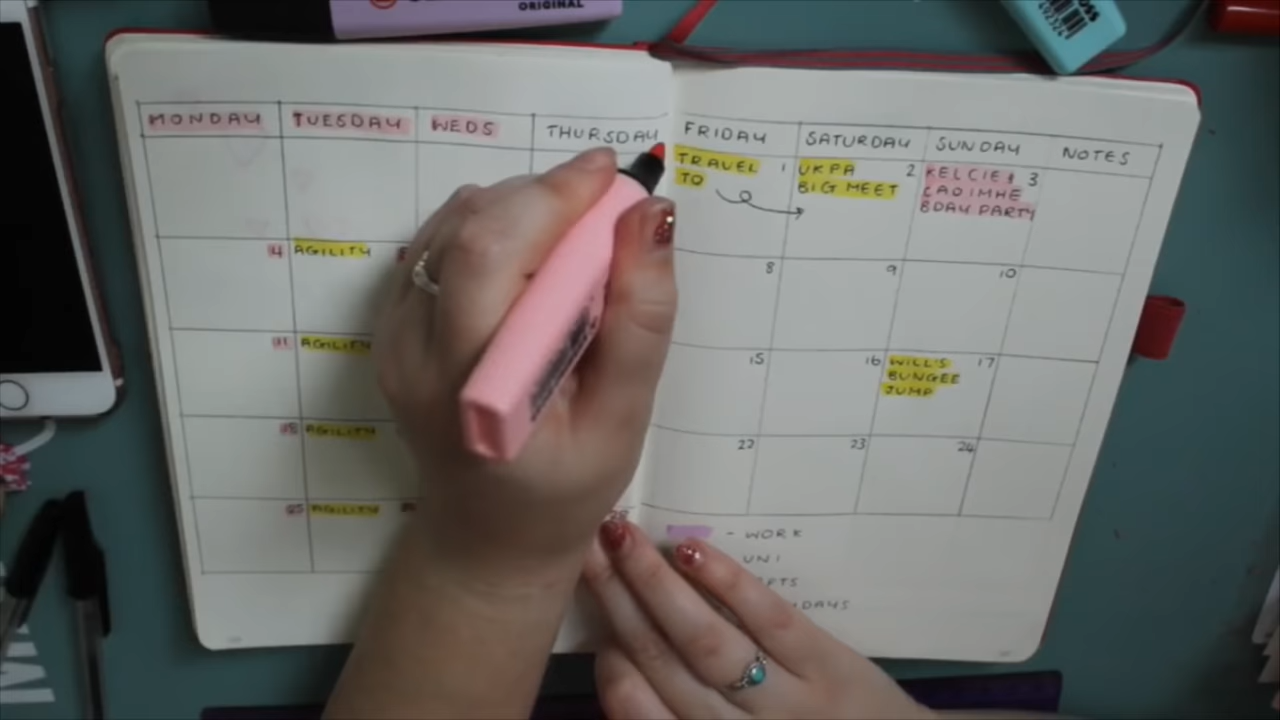 ORIGINAL
MONDAY TUESDAY WEDS THURSDAY FRIDAY SATURDAY SUNDAY NOTES
TRAVEL 1
TO
UKPA 2
BIG MEET
KELCIE & 3
CAOIMHE
BDAY PARTY
4 AGILITY
8 9 10
11 AGILITY
15 16
WILL'S 17
BUNGEE
JUMP
18 AGILITY
22 23 24
25 AGILITY
28
- WORK
UNI